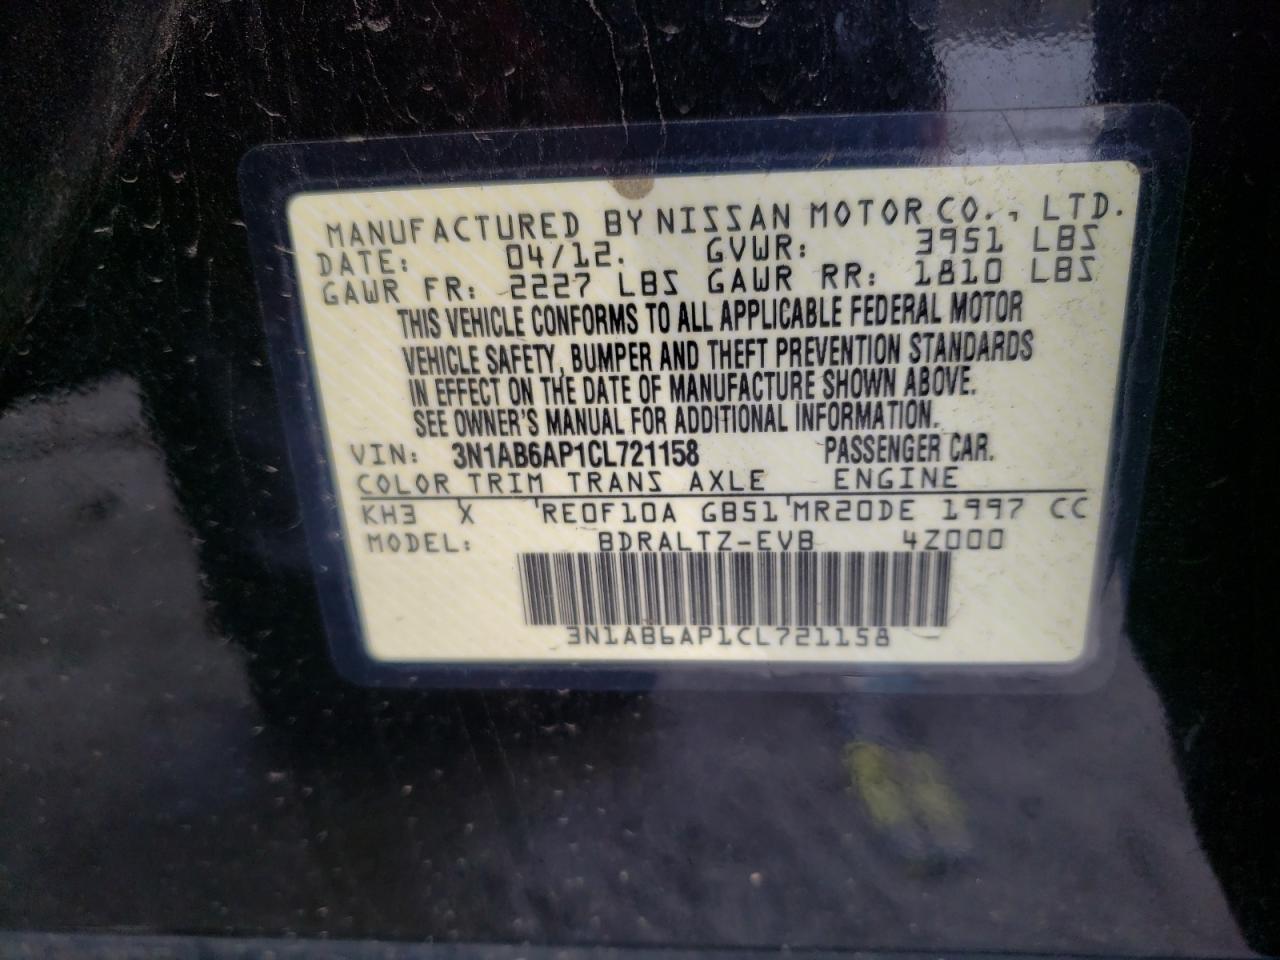 MANUFACTURED BY NISSAN MOTOR CO., LTD.
DATE: 04/12. GVWR: 3951 LBS
GAWR FR: 2227 LBS GAWR RR: 1810 LBS
THIS VEHICLE CONFORMS TO ALL APPLICABLE FEDERAL MOTOR
VEHICLE SAFETY, BUMPER AND THEFT PREVENTION STANDARDS
IN EFFECT ON THE DATE OF MANUFACTURE SHOWN ABOVE.
SEE OWNER'S MANUAL FOR ADDITIONAL INFORMATION.
VIN: 3N1AB6AP1CL721158 PASSENGER CAR.
COLOR TRIM TRANS AXLE ENGINE
KH3 X RE0F10A GB51 MR20DE 1997 CC
MODEL: BDRALTZ-EVB 4Z000
3N1AB6AP1CL721158